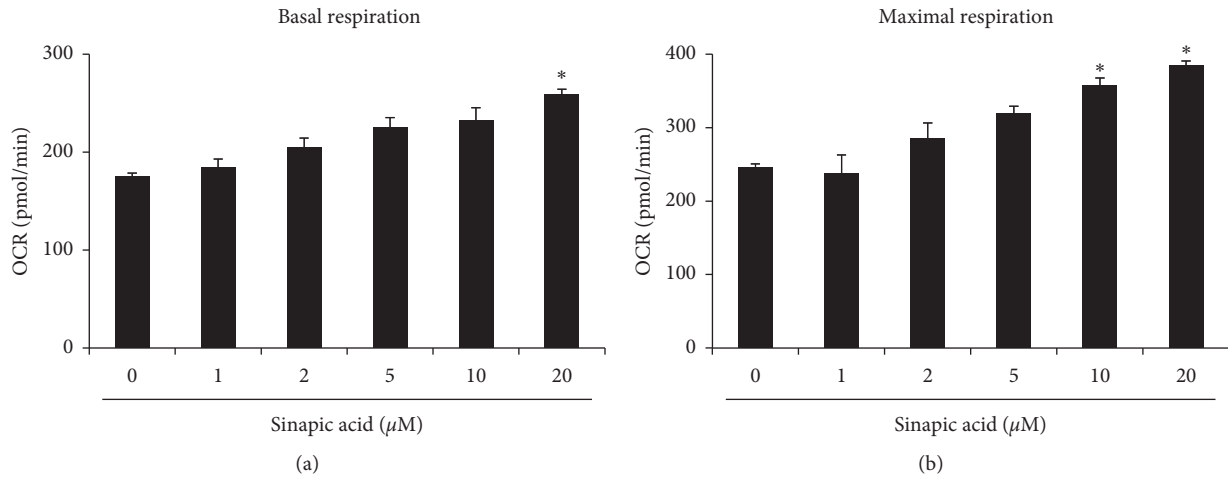 Basal respiration
300
200
100
0
OCR (pmol/min)
*
0 1 2 5 10 20
Sinapic acid (μM)
(a)
Maximal respiration
400
300
200
100
0
OCR (pmol/min)
* *
0 1 2 5 10 20
Sinapic acid (μM)
(b)